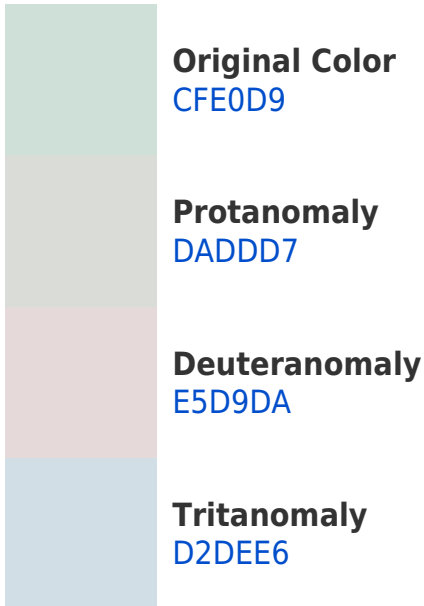 Original Color
CFE0D9
Protanomaly
DADDD7
Deuteranomaly
E5D9DA
Tritanomaly
D2DEE6